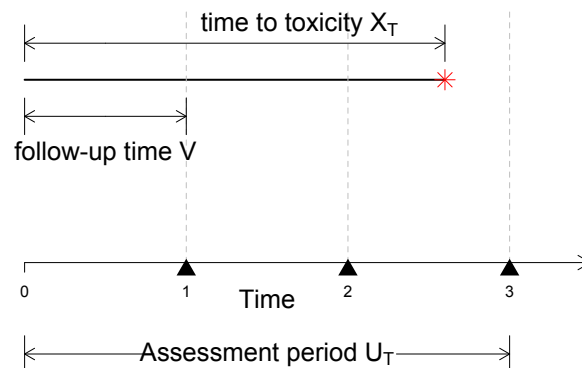 time to toxicity X_T
follow-up time V
0 1 2 3
Time
Assessment period U_T